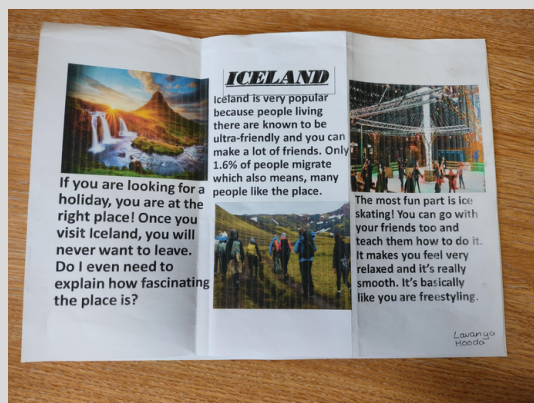 If you are looking for a
holiday, you are at the
right place! Once you
visit Iceland, you will
never want to leave.
Do I even need to
explain how fascinating
the place is?
ICELAND
Iceland is very popular
because people living
there are known to be
ultra-friendly and you can
make a lot of friends. Only
1.6% of people migrate
which also means, many
people like the place.
The most fun part is ice
skating! You can go with
your friends too and
teach them how to do it.
It makes you feel very
relaxed and it's really
smooth. It's basically
like you are freestyling.
Lavanya
Hooda